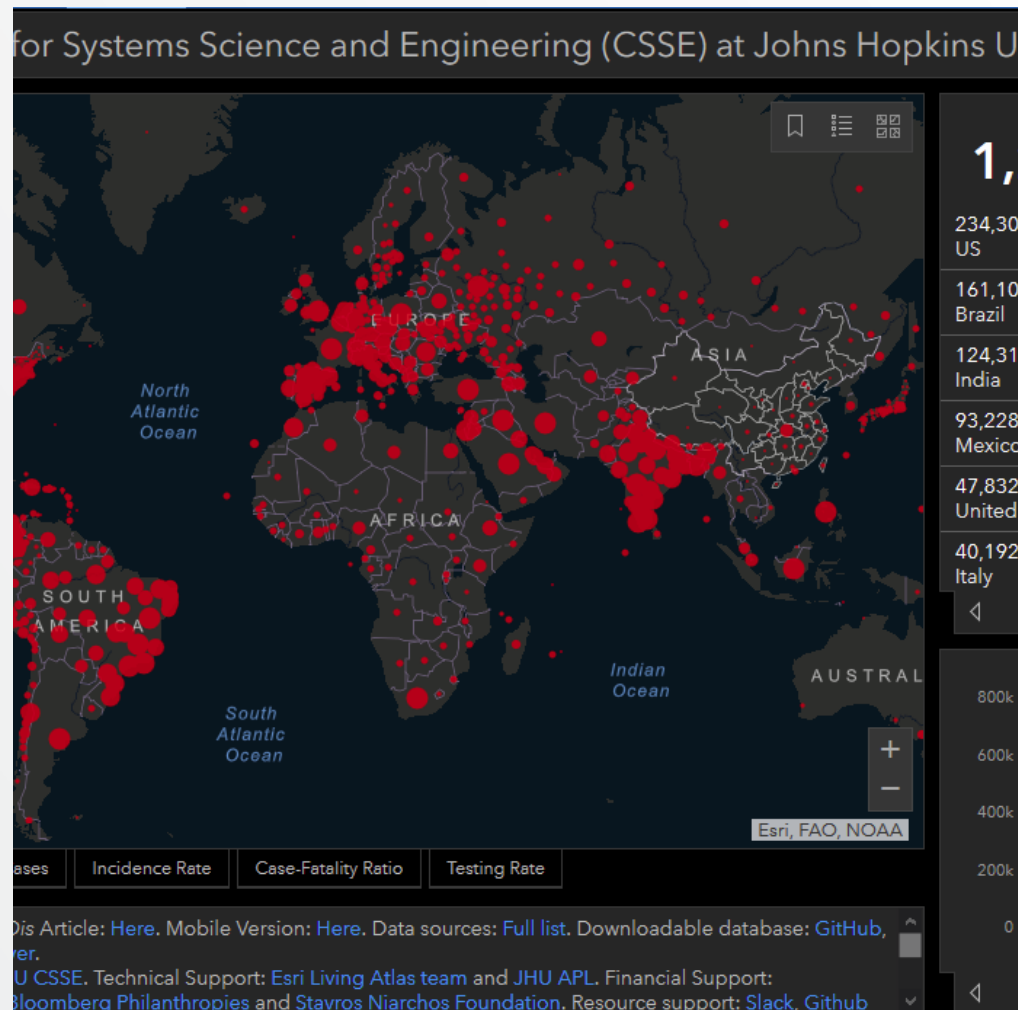 for Systems Science and Engineering (CSSE) at Johns Hopkins U
EUROPE
ASIA
North
Atlantic
Ocean
AFRICA
SOUTH
AMERICA
Indian
Ocean
AUSTRAL
South
Atlantic
Ocean
+
−
Esri, FAO, NOAA
ases
Incidence Rate
Case-Fatality Ratio
Testing Rate
Dis Article: Here. Mobile Version: Here. Data sources: Full list. Downloadable database: GitHub,
er.
U CSSE. Technical Support: Esri Living Atlas team and JHU APL. Financial Support:
Bloomberg Philanthropies and Stavros Niarchos Foundation. Resource support: Slack, Github
1,
234,30
US
161,10
Brazil
124,31
India
93,228
Mexico
47,832
United
40,192
Italy
800k
600k
400k
200k
0